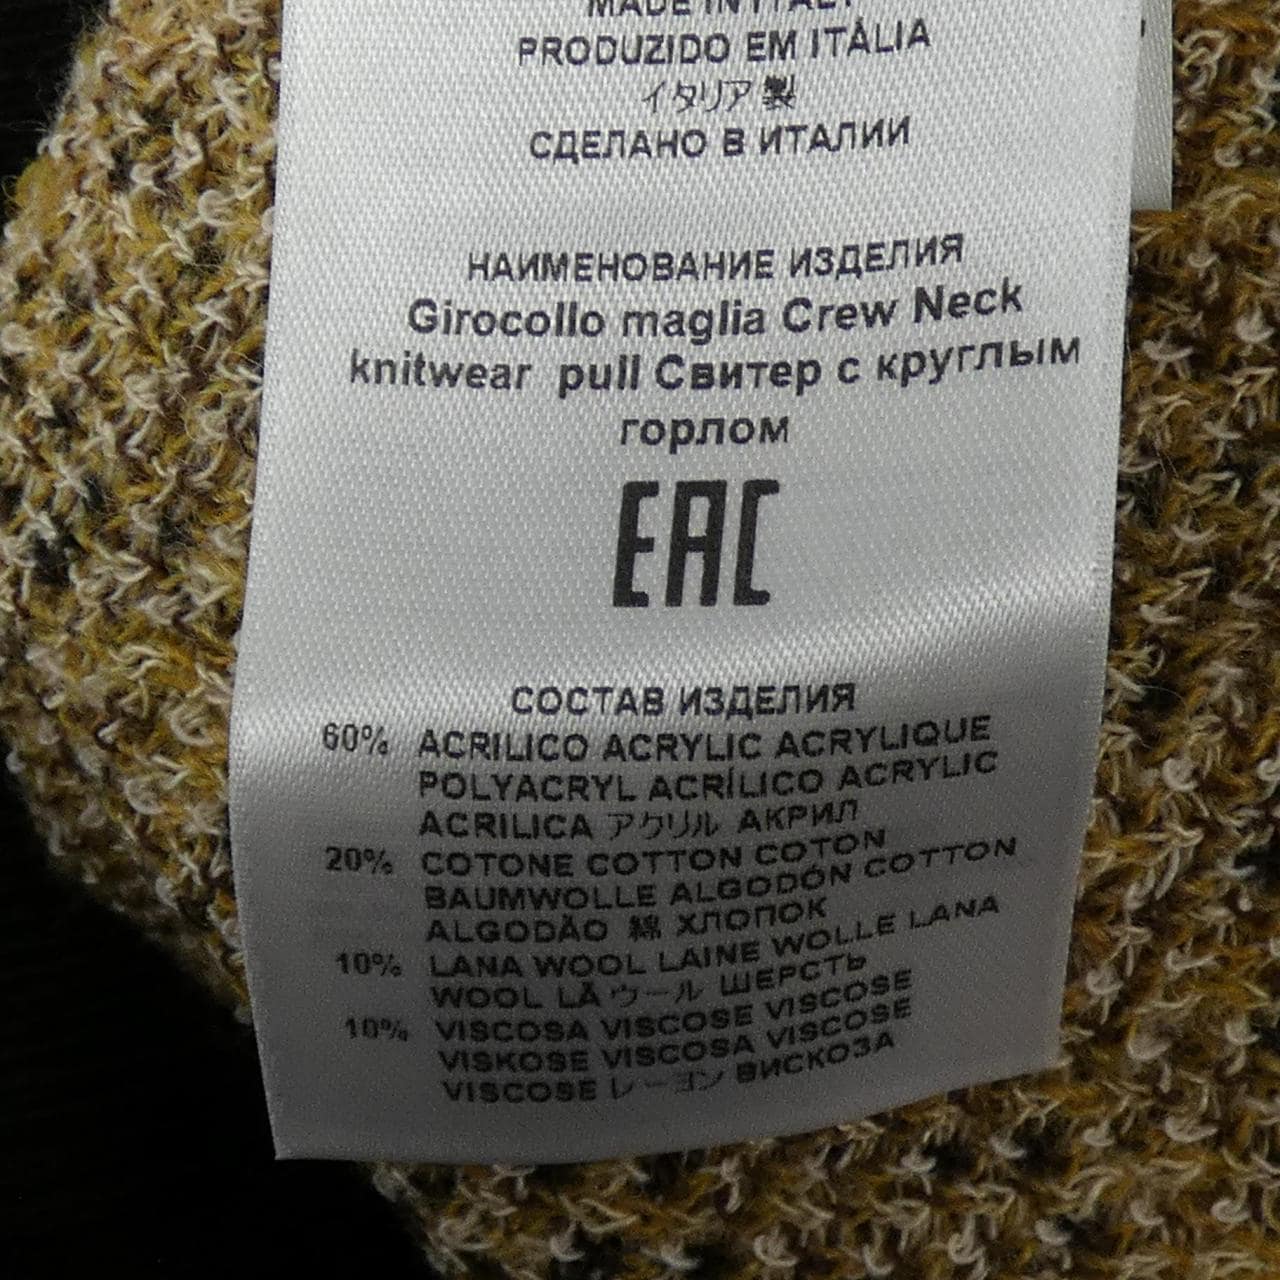 MADE IN ITALY
PRODUZIDO EM ITÁLIA
イタリア製
СДЕЛАНО В ИТАЛИИ
НАИМЕНОВАНИЕ ИЗДЕЛИЯ
Girocollo maglia Crew Neck
knitwear pull Свитер с круглым
горлом
EAC
СОСТАВ ИЗДЕЛИЯ
60% ACRILICO ACRYLIC ACRYLIQUE
POLYACRYL ACRÍLICO ACRYLIC
ACRILICA アクリル АКРИЛ
20% COTONE COTTON COTON
BAUMWOLLE ALGODÓN COTTON
ALGODÃO 綿 ХЛОПОК
10% LANA WOOL LAINE WOLLE LANA
WOOL LÃ ウール ШЕРСТЬ
10% VISCOSA VISCOSE VISCOSE
VISKOSE VISCOSA VISCOSE
VISCOSE レーヨン ВИСКОЗА